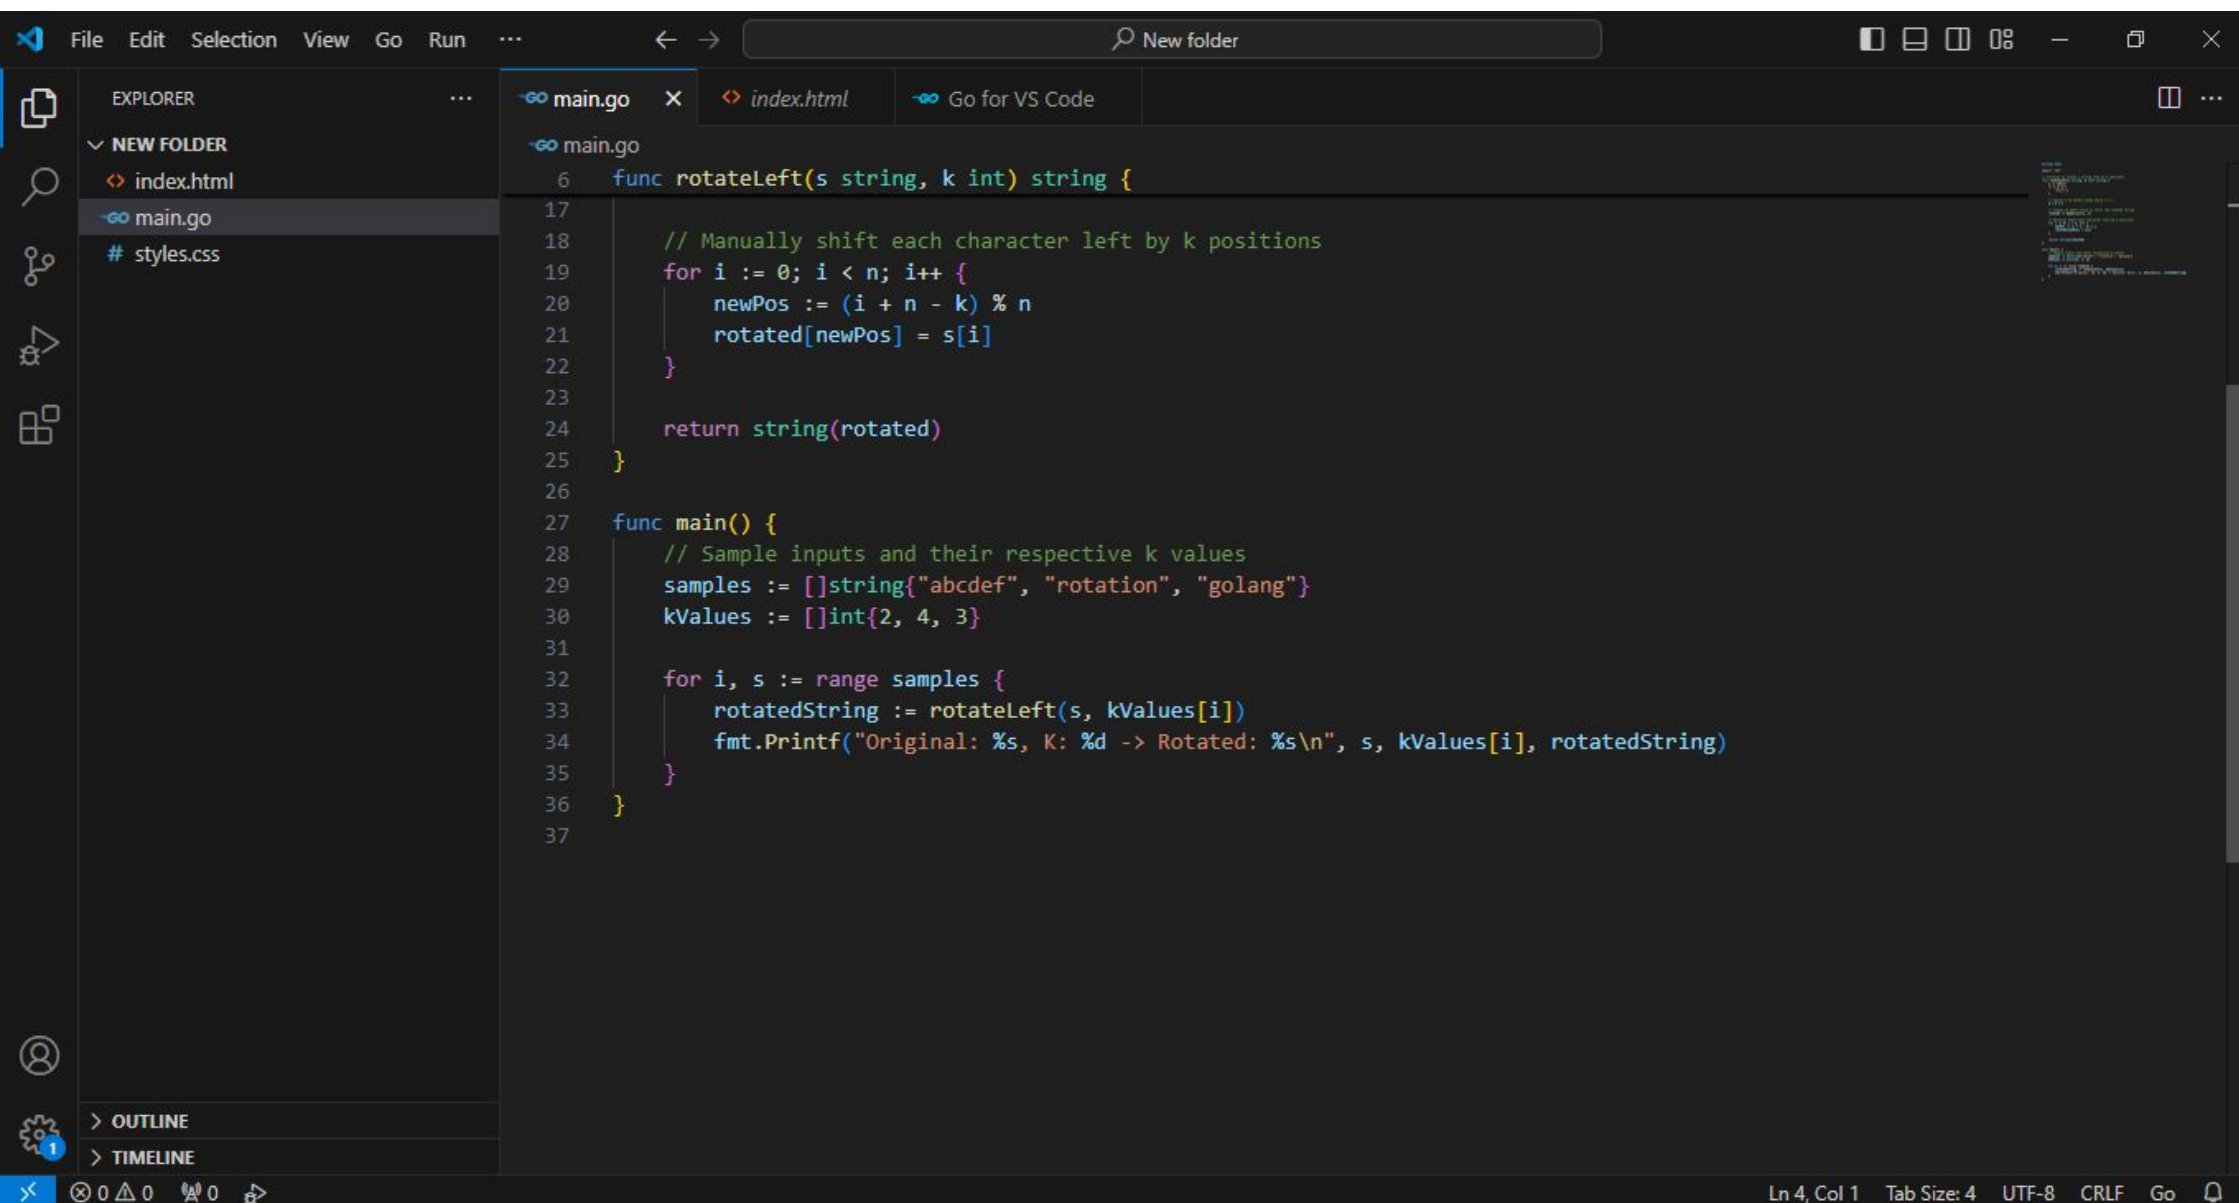 File Edit Selection View Go Run ··· ← → New folder
EXPLORER ···
NEW FOLDER
index.html
main.go
# styles.css
OUTLINE
TIMELINE
main.go index.html Go for VS Code
main.go
6 func rotateLeft(s string, k int) string {
17
18 // Manually shift each character left by k positions
19 for i := 0; i < n; i++ {
20 newPos := (i + n - k) % n
21 rotated[newPos] = s[i]
22 }
23
24 return string(rotated)
25 }
26
27 func main() {
28 // Sample inputs and their respective k values
29 samples := []string{"abcdef", "rotation", "golang"}
30 kValues := []int{2, 4, 3}
31
32 for i, s := range samples {
33 rotatedString := rotateLeft(s, kValues[i])
34 fmt.Printf("Original: %s, K: %d -> Rotated: %s\n", s, kValues[i], rotatedString)
35 }
36 }
37
1
0 0 0 Ln 4, Col 1 Tab Size: 4 UTF-8 CRLF Go